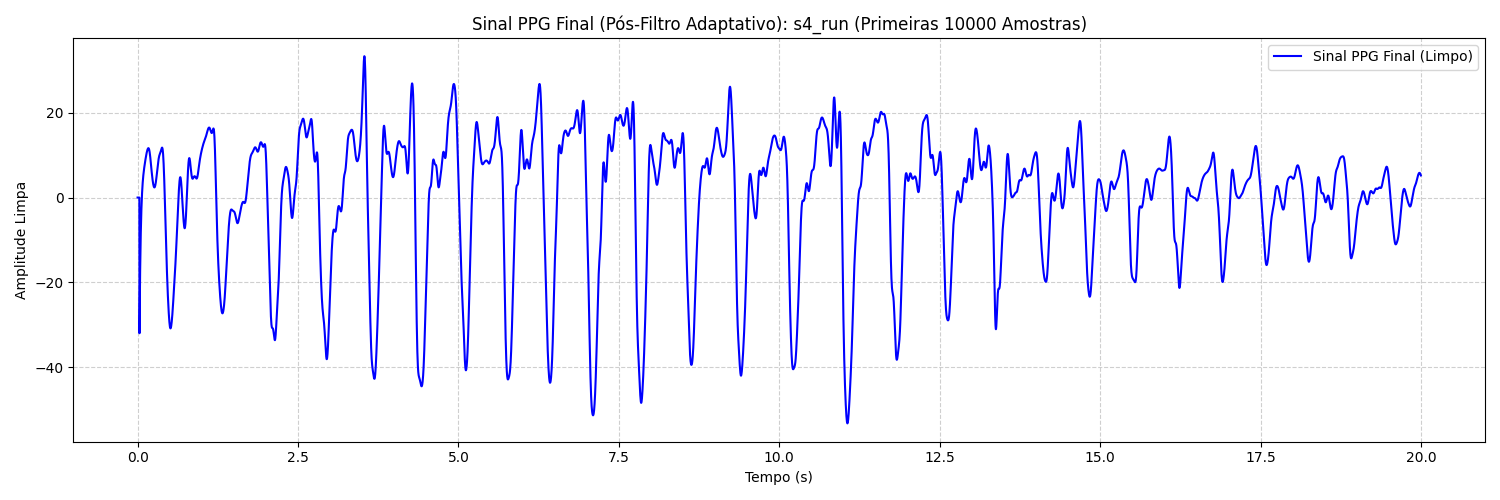 Sinal PPG Final (Pós-Filtro Adaptativo): s4_run (Primeiras 10000 Amostras)
Sinal PPG Final (Limpo)
Amplitude Limpa
20
0
−20
−40
0.0 2.5 5.0 7.5 10.0 12.5 15.0 17.5 20.0
Tempo (s)